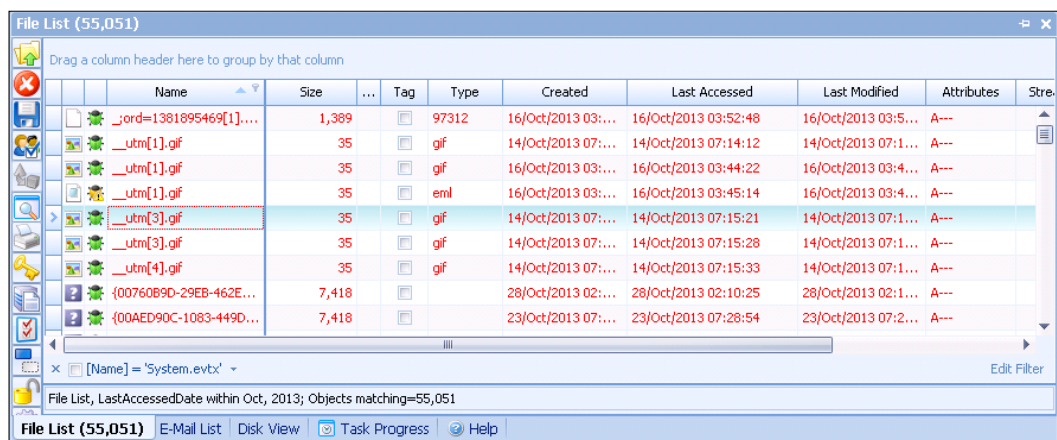 File List (55,051)
Drag a column header here to group by that column
Name Size ... Tag Type Created Last Accessed Last Modified Attributes Stre
_;ord=1381895469[1].... 1,389 97312 16/Oct/2013 03:... 16/Oct/2013 03:52:48 16/Oct/2013 03:5... A---
__utm[1].gif 35 gif 14/Oct/2013 07:... 14/Oct/2013 07:14:12 14/Oct/2013 07:1... A---
__utm[1].gif 35 gif 16/Oct/2013 03:... 16/Oct/2013 03:44:22 16/Oct/2013 03:4... A---
__utm[1].gif 35 eml 16/Oct/2013 03:... 16/Oct/2013 03:45:14 16/Oct/2013 03:4... A---
__utm[3].gif 35 gif 14/Oct/2013 07:... 14/Oct/2013 07:15:21 14/Oct/2013 07:1... A---
__utm[3].gif 35 gif 14/Oct/2013 07:... 14/Oct/2013 07:15:28 14/Oct/2013 07:1... A---
__utm[4].gif 35 gif 14/Oct/2013 07:... 14/Oct/2013 07:15:33 14/Oct/2013 07:1... A---
{00760B9D-29EB-462E... 7,418 28/Oct/2013 02:... 28/Oct/2013 02:10:25 28/Oct/2013 02:1... A---
{00AED90C-1083-449D... 7,418 23/Oct/2013 07:... 23/Oct/2013 07:28:54 23/Oct/2013 07:2... A---
[Name] = 'System.evtx' Edit Filter
File List, LastAccessedDate within Oct, 2013; Objects matching=55,051
File List (55,051) E-Mail List Disk View Task Progress Help